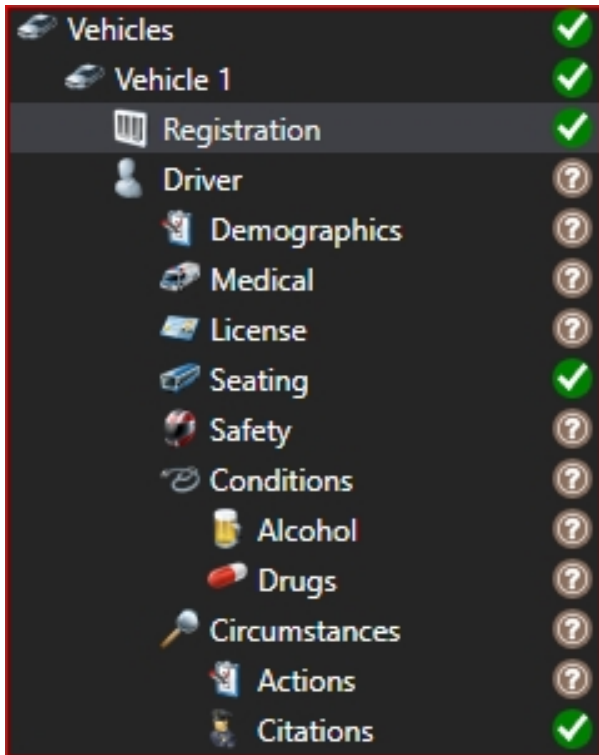 Vehicles
Vehicle 1
Registration
Driver
Demographics
Medical
License
Seating
Safety
Conditions
Alcohol
Drugs
Circumstances
Actions
Citations